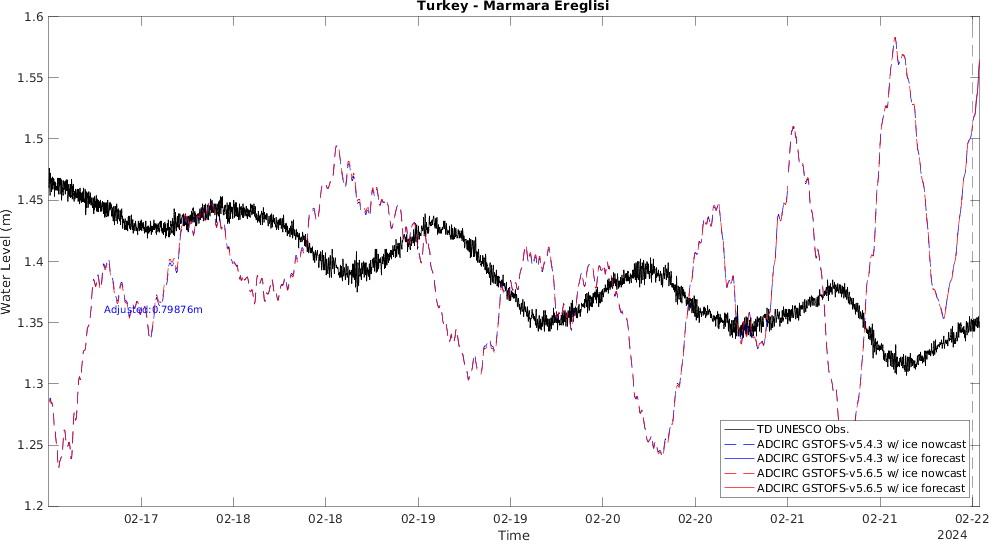 Turkey - Marmara Ereglisi
1.6
1.55
1.5
1.45
1.4
1.35
1.3
1.25
1.2
Water Level (m)
Adjusted:0.79876m
TD UNESCO Obs.
ADCIRC GSTOFS-v5.4.3 w/ ice nowcast
ADCIRC GSTOFS-v5.4.3 w/ ice forecast
ADCIRC GSTOFS-v5.6.5 w/ ice nowcast
ADCIRC GSTOFS-v5.6.5 w/ ice forecast
02-17 02-18 02-18 02-19 02-19 02-20 02-20 02-21 02-21 02-22
Time
2024